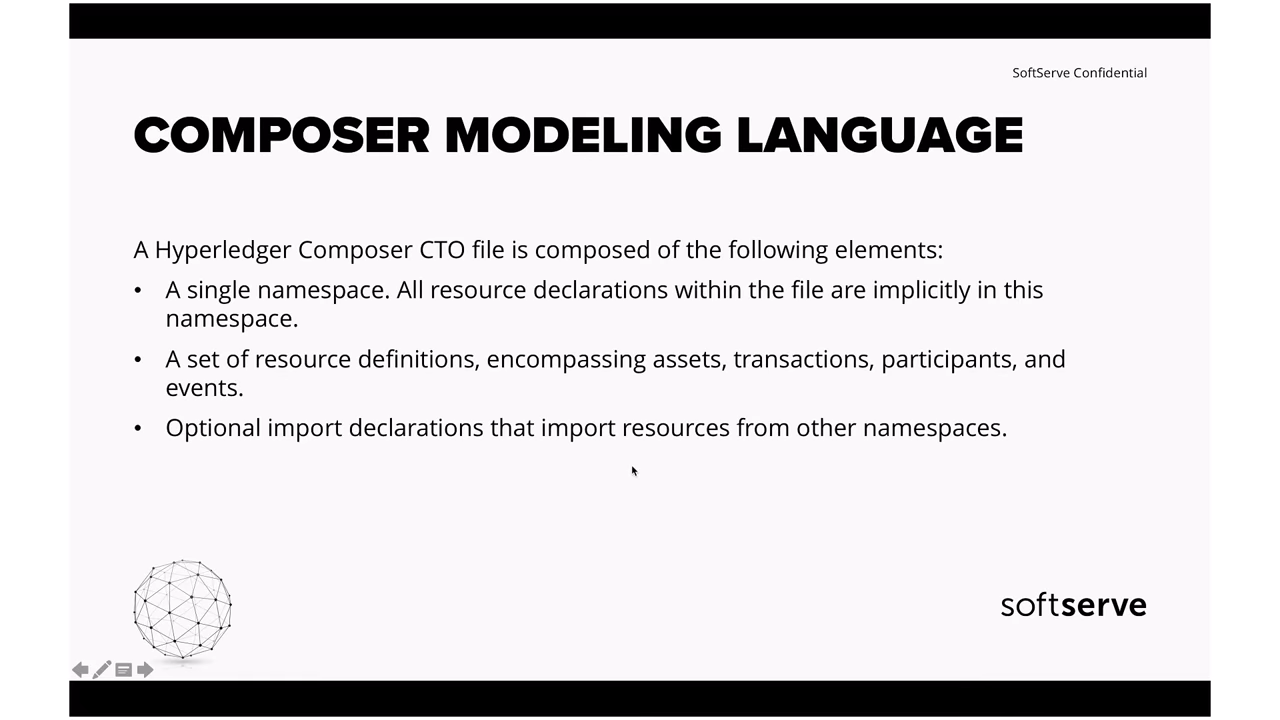 SoftServe Confidential
COMPOSER MODELING LANGUAGE
A Hyperledger Composer CTO file is composed of the following elements:
• A single namespace. All resource declarations within the file are implicitly in this
namespace.
• A set of resource definitions, encompassing assets, transactions, participants, and
events.
• Optional import declarations that import resources from other namespaces.
softserve